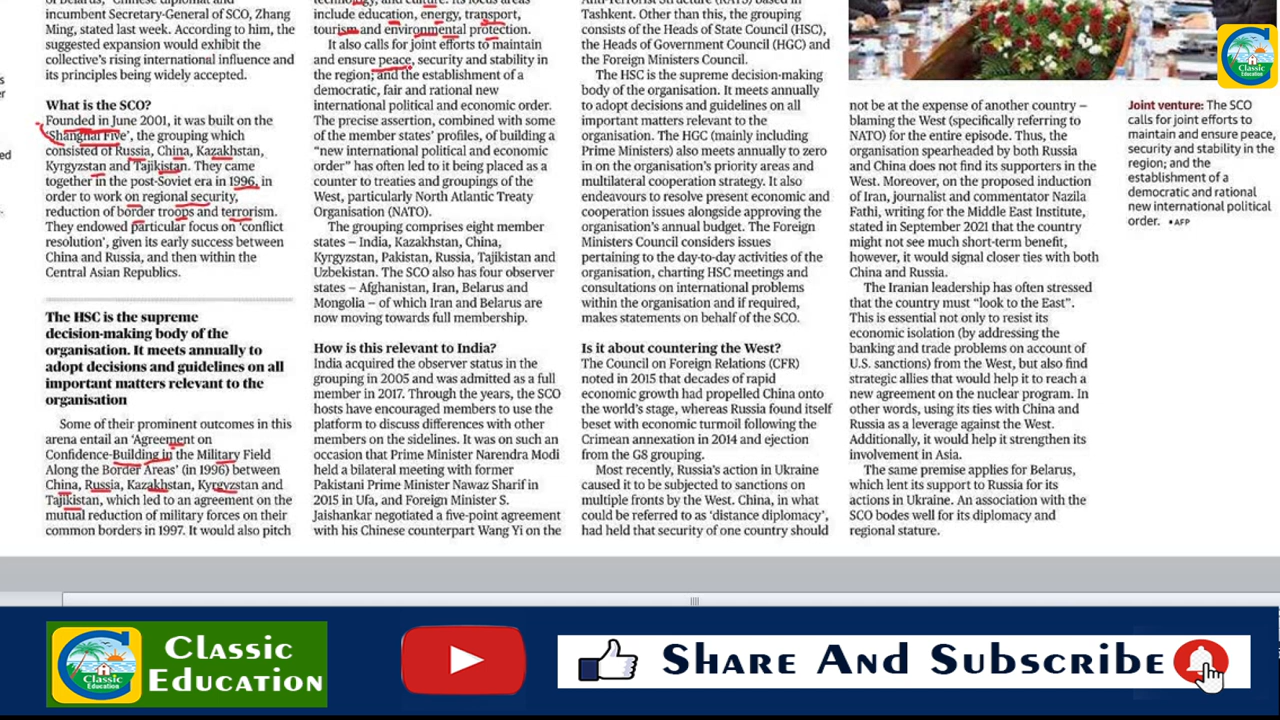 of Belarus, Chinese diplomat and
incumbent Secretary-General of SCO, Zhang
Ming, stated last week. According to him, the
suggested expansion would exhibit the
collective's rising international influence and
its principles being widely accepted.
What is the SCO?
Founded in June 2001, it was built on the
'Shanghai Five', the grouping which
consisted of Russia, China, Kazakhstan,
Kyrgyzstan and Tajikistan. They came
together in the post-Soviet era in 1996, in
order to work on regional security,
reduction of border troops and terrorism.
They endowed particular focus on 'conflict
resolution', given its early success between
China and Russia, and then within the
Central Asian Republics.
The HSC is the supreme
decision-making body of the
organisation. It meets annually to
adopt decisions and guidelines on all
important matters relevant to the
organisation
Some of their prominent outcomes in this
arena entail an 'Agreement on
Confidence-Building in the Military Field
Along the Border Areas' (in 1996) between
China, Russia, Kazakhstan, Kyrgyzstan and
Tajikistan, which led to an agreement on the
mutual reduction of military forces on their
common borders in 1997. It would also pitch
technology, and culture. Its focus areas
include education, energy, transport,
tourism and environmental protection.
It also calls for joint efforts to maintain
and ensure peace, security and stability in
the region; and the establishment of a
democratic, fair and rational new
international political and economic order.
The precise assertion, combined with some
of the member states' profiles, of building a
"new international political and economic
order" has often led to it being placed as a
counter to treaties and groupings of the
West, particularly North Atlantic Treaty
Organisation (NATO).
The grouping comprises eight member
states – India, Kazakhstan, China,
Kyrgyzstan, Pakistan, Russia, Tajikistan and
Uzbekistan. The SCO also has four observer
states – Afghanistan, Iran, Belarus and
Mongolia – of which Iran and Belarus are
now moving towards full membership.
How is this relevant to India?
India acquired the observer status in the
grouping in 2005 and was admitted as a full
member in 2017. Through the years, the SCO
hosts have encouraged members to use the
platform to discuss differences with other
members on the sidelines. It was on such an
occasion that Prime Minister Narendra Modi
held a bilateral meeting with former
Pakistani Prime Minister Nawaz Sharif in
2015 in Ufa, and Foreign Minister S.
Jaishankar negotiated a five-point agreement
with his Chinese counterpart Wang Yi on the
Anti-Terrorist Structure (RATS) based in
Tashkent. Other than this, the grouping
consists of the Heads of State Council (HSC),
the Heads of Government Council (HGC) and
the Foreign Ministers Council.
The HSC is the supreme decision-making
body of the organisation. It meets annually
to adopt decisions and guidelines on all
important matters relevant to the
organisation. The HGC (mainly including
Prime Ministers) also meets annually to zero
in on the organisation's priority areas and
multilateral cooperation strategy. It also
endeavours to resolve present economic and
cooperation issues alongside approving the
organisation's annual budget. The Foreign
Ministers Council considers issues
pertaining to the day-to-day activities of the
organisation, charting HSC meetings and
consultations on international problems
within the organisation and if required,
makes statements on behalf of the SCO.
Is it about countering the West?
The Council on Foreign Relations (CFR)
noted in 2015 that decades of rapid
economic growth had propelled China onto
the world's stage, whereas Russia found itself
beset with economic turmoil following the
Crimean annexation in 2014 and ejection
from the G8 grouping.
Most recently, Russia's action in Ukraine
caused it to be subjected to sanctions on
multiple fronts by the West. China, in what
could be referred to as 'distance diplomacy',
had held that security of one country should
not be at the expense of another country –
blaming the West (specifically referring to
NATO) for the entire episode. Thus, the
organisation spearheaded by both Russia
and China does not find its supporters in the
West. Moreover, on the proposed induction
of Iran, journalist and commentator Nazila
Fathi, writing for the Middle East Institute,
stated in September 2021 that the country
might not see much short-term benefit,
however, it would signal closer ties with both
China and Russia.
The Iranian leadership has often stressed
that the country must "look to the East".
This is essential not only to resist its
economic isolation (by addressing the
banking and trade problems on account of
U.S. sanctions) from the West, but also find
strategic allies that would help it to reach a
new agreement on the nuclear program. In
other words, using its ties with China and
Russia as a leverage against the West.
Additionally, it would help it strengthen its
involvement in Asia.
The same premise applies for Belarus,
which lent its support to Russia for its
actions in Ukraine. An association with the
SCO bodes well for its diplomacy and
regional stature.
Joint venture: The SCO
calls for joint efforts to
maintain and ensure peace,
security and stability in the
region; and the
establishment of a
democratic and rational
new international political
order. • AFP
Classic
Education
Classic
Education
Classic
Education
Share And Subscribe